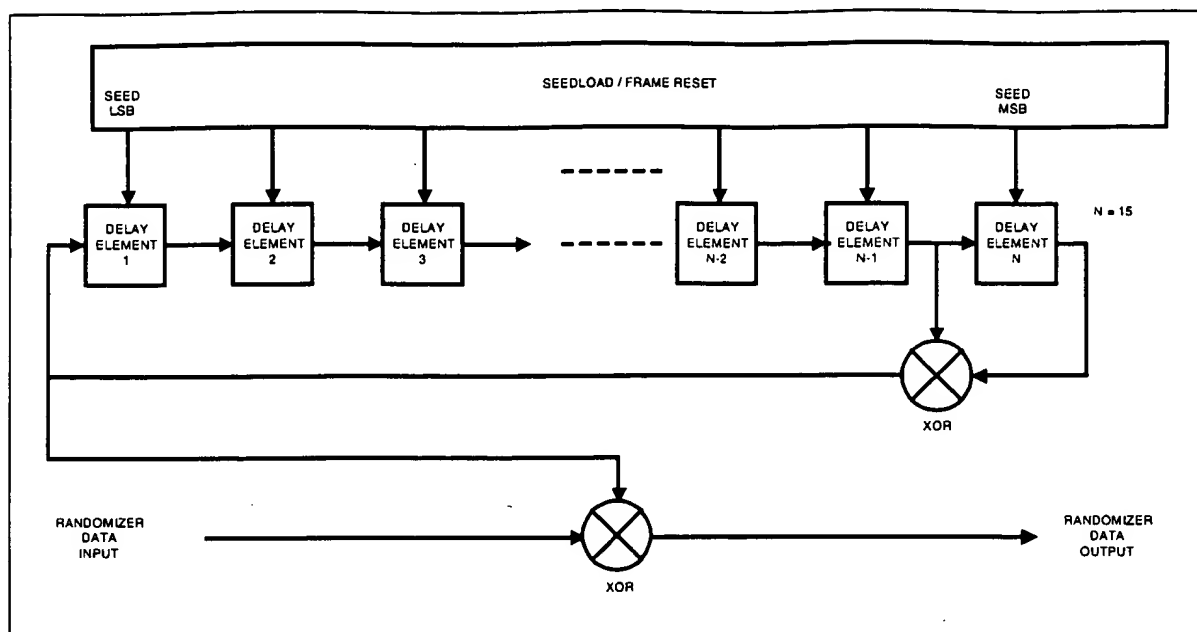 SEEDLOAD / FRAME RESET
SEED
LSB
SEED
MSB
DELAY
ELEMENT
1
DELAY
ELEMENT
2
DELAY
ELEMENT
3
DELAY
ELEMENT
N-2
DELAY
ELEMENT
N-1
DELAY
ELEMENT
N
N = 15
XOR
RANDOMIZER
DATA
INPUT
XOR
RANDOMIZER
DATA
OUTPUT